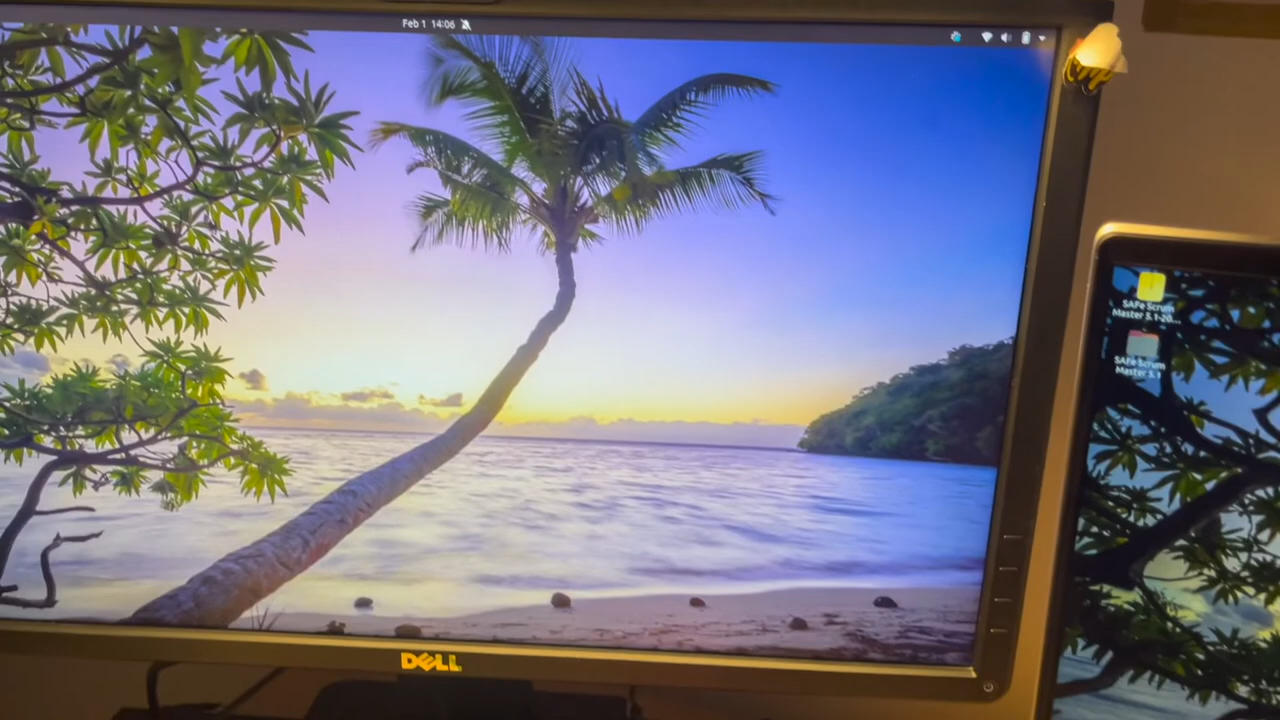 Feb 1 14:06
DELL
SAFe Scrum
Master 5.1-20...
SAFe Scrum
Master 5.1